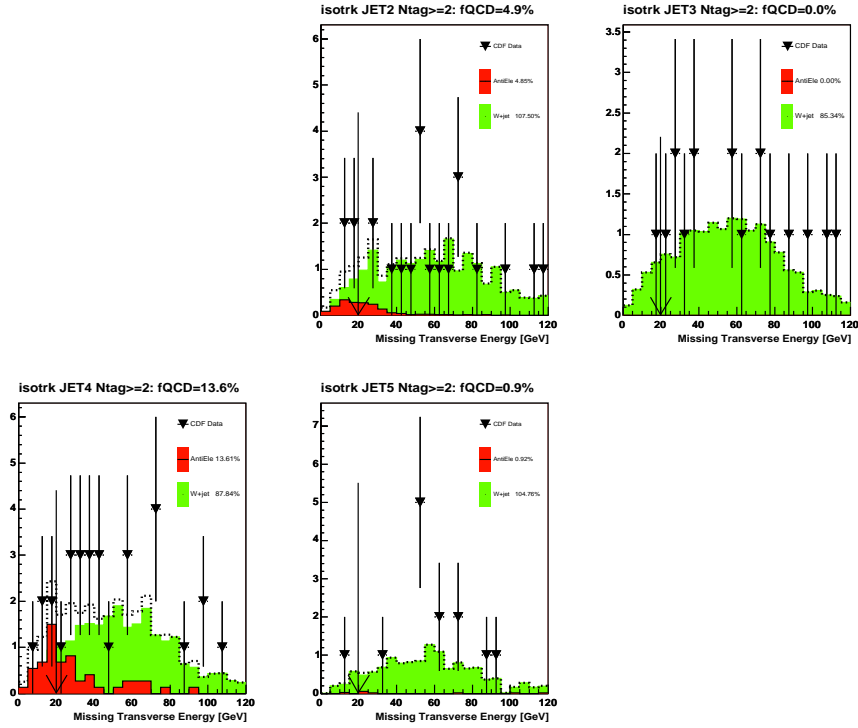 isotrk JET2 Ntag>=2: fQCD=4.9%
6
5
4
3
2
1
0
CDF Data
AntiEle 4.85%
W+jet 107.50%
0 20 40 60 80 100 120
Missing Transverse Energy [GeV]
isotrk JET3 Ntag>=2: fQCD=0.0%
3.5
3
2.5
2
1.5
1
0.5
0
CDF Data
AntiEle 0.00%
W+jet 85.34%
0 20 40 60 80 100 120
Missing Transverse Energy [GeV]
isotrk JET4 Ntag>=2: fQCD=13.6%
6
5
4
3
2
1
0
CDF Data
AntiEle 13.61%
W+jet 87.84%
0 20 40 60 80 100 120
Missing Transverse Energy [GeV]
isotrk JET5 Ntag>=2: fQCD=0.9%
7
6
5
4
3
2
1
0
CDF Data
AntiEle 0.92%
W+jet 104.76%
0 20 40 60 80 100 120
Missing Transverse Energy [GeV]